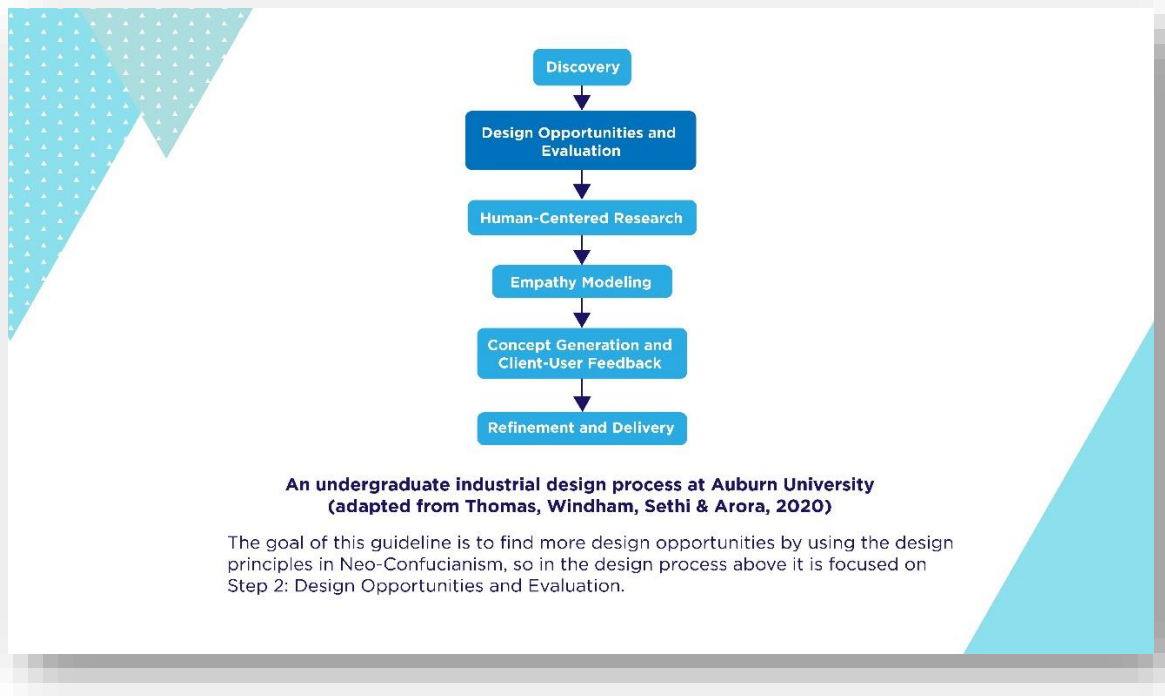 Discovery
Design Opportunities and
Evaluation
Human-Centered Research
Empathy Modeling
Concept Generation and
Client-User Feedback
Refinement and Delivery
An undergraduate industrial design process at Auburn University
(adapted from Thomas, Windham, Sethi & Arora, 2020)
The goal of this guideline is to find more design opportunities by using the design
principles in Neo-Confucianism, so in the design process above it is focused on
Step 2: Design Opportunities and Evaluation.